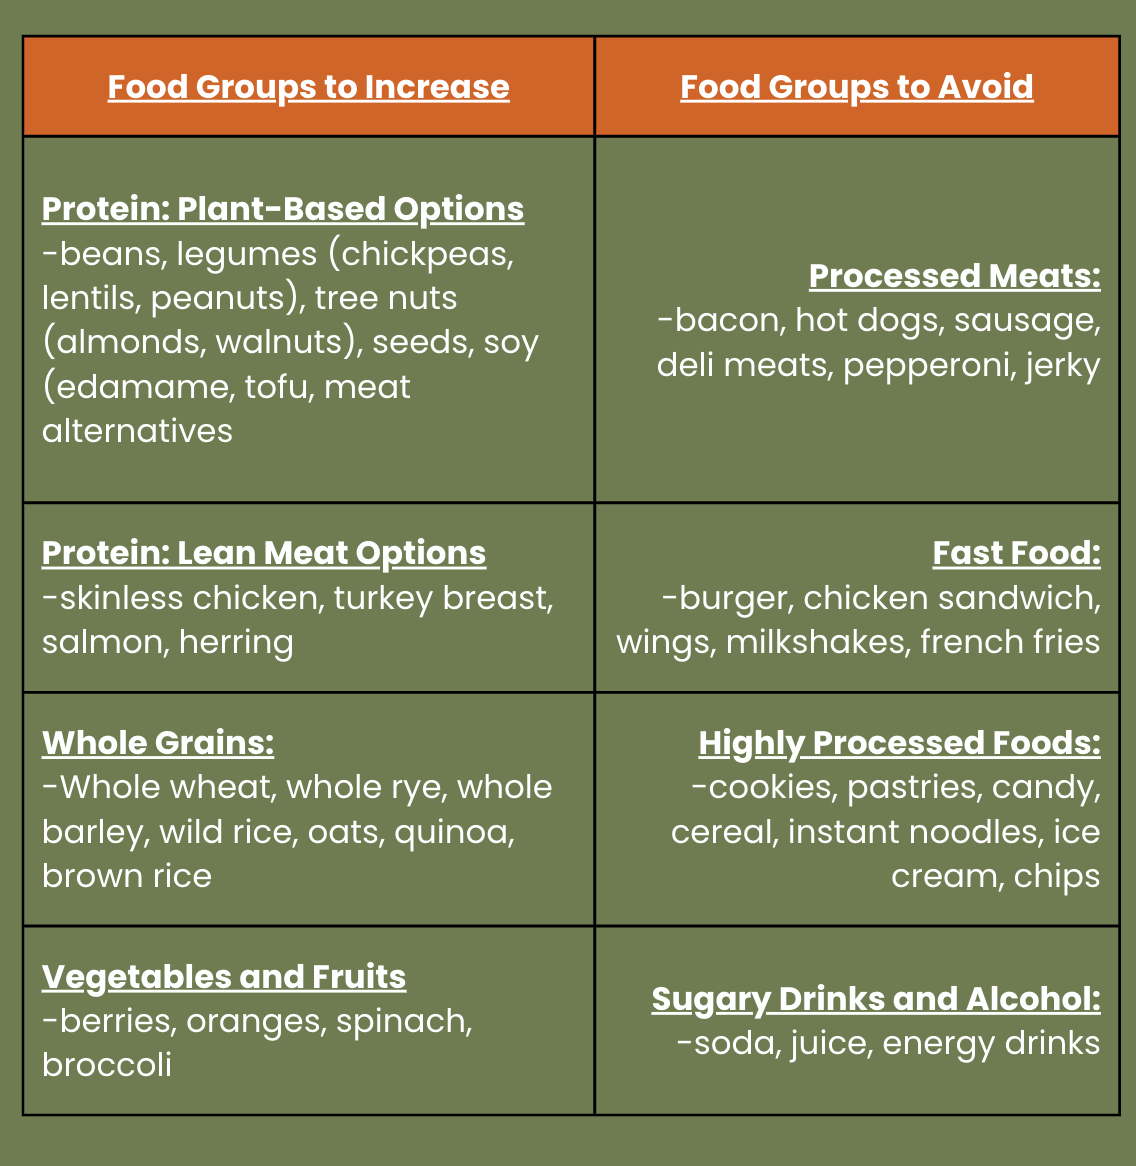 Food Groups to Increase
Food Groups to Avoid
Protein: Plant-Based Options
-beans, legumes (chickpeas,
lentils, peanuts), tree nuts
(almonds, walnuts), seeds, soy
(edamame, tofu, meat
alternatives
Processed Meats:
-bacon, hot dogs, sausage,
deli meats, pepperoni, jerky
Protein: Lean Meat Options
-skinless chicken, turkey breast,
salmon, herring
Fast Food:
-burger, chicken sandwich,
wings, milkshakes, french fries
Whole Grains:
-Whole wheat, whole rye, whole
barley, wild rice, oats, quinoa,
brown rice
Highly Processed Foods:
-cookies, pastries, candy,
cereal, instant noodles, ice
cream, chips
Vegetables and Fruits
-berries, oranges, spinach,
broccoli
Sugary Drinks and Alcohol:
-soda, juice, energy drinks